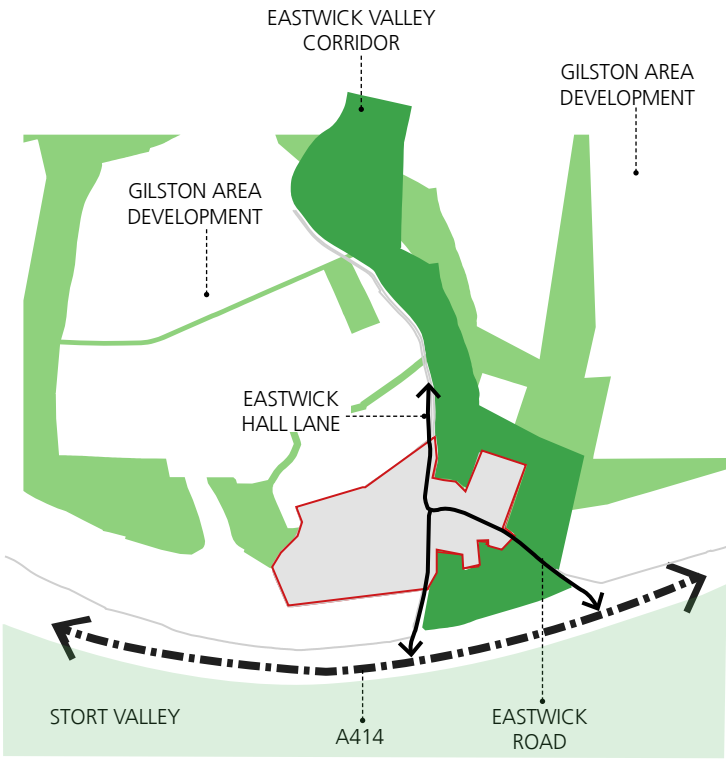 EASTWICK VALLEY
CORRIDOR
GILSTON AREA
DEVELOPMENT
GILSTON AREA
DEVELOPMENT
EASTWICK
HALL LANE
STORT VALLEY
A414
EASTWICK
ROAD